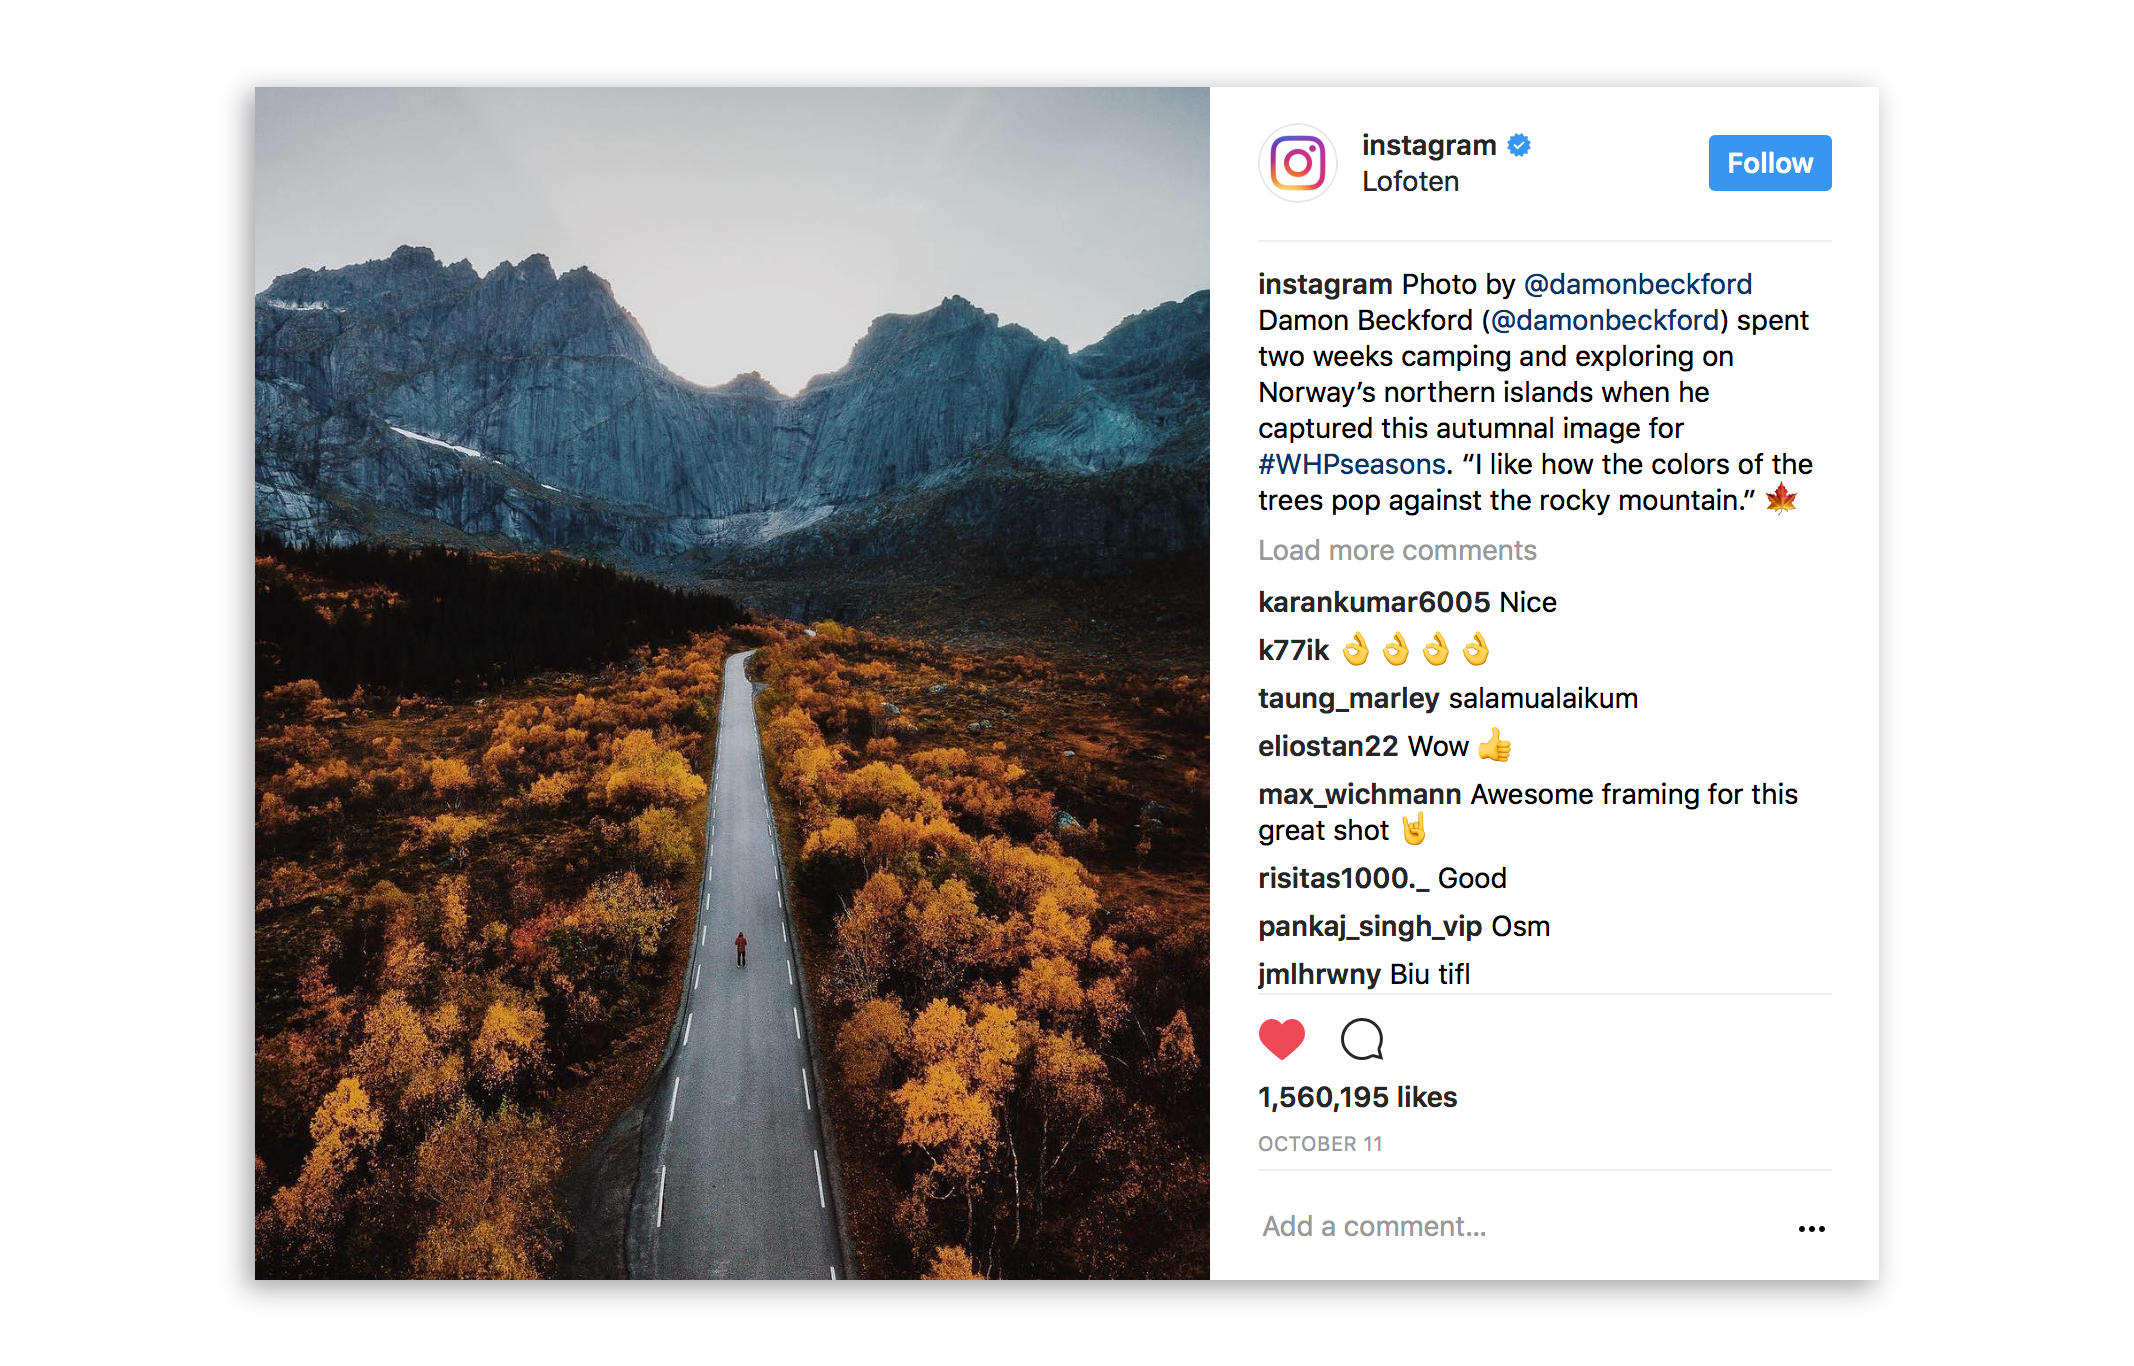 instagram
Lofoten
Follow
instagram Photo by @damonbeckford
Damon Beckford (@damonbeckford) spent
two weeks camping and exploring on
Norway’s northern islands when he
captured this autumnal image for
#WHPseasons. “I like how the colors of the
trees pop against the rocky mountain.” 🍁
Load more comments
karankumar6005 Nice
k77ik 👌👌👌👌
taung_marley salamualaikum
eliostan22 Wow 👍
max_wichmann Awesome framing for this
great shot 🤘
risitas1000._ Good
pankaj_singh_vip Osm
jmlhrwny Biu tifl
1,560,195 likes
OCTOBER 11
Add a comment...